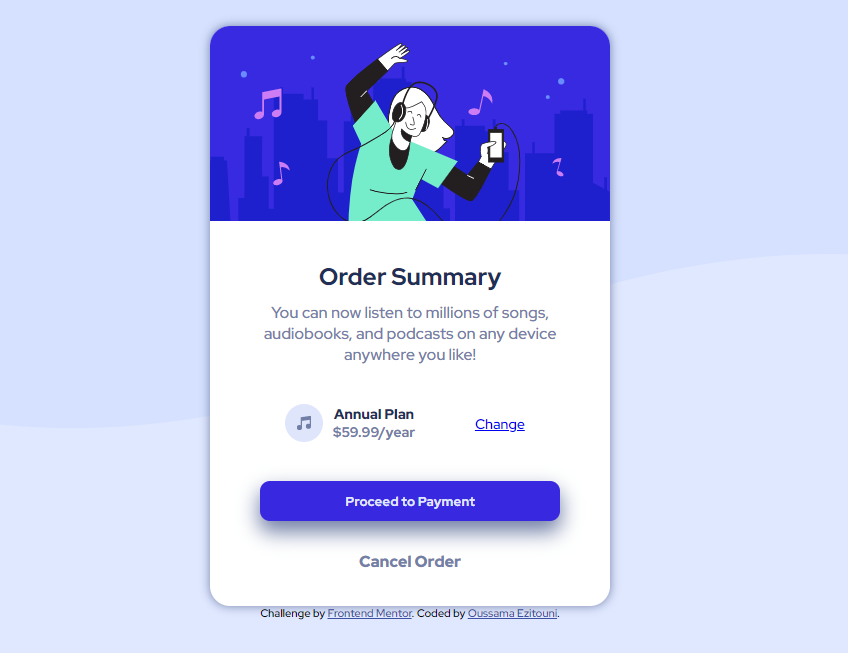 Order Summary
You can now listen to millions of songs,
audiobooks, and podcasts on any device
anywhere you like!
Annual Plan
$59.99/year
Change
Proceed to Payment
Cancel Order
Challenge by Frontend Mentor. Coded by Oussama Ezitouni.